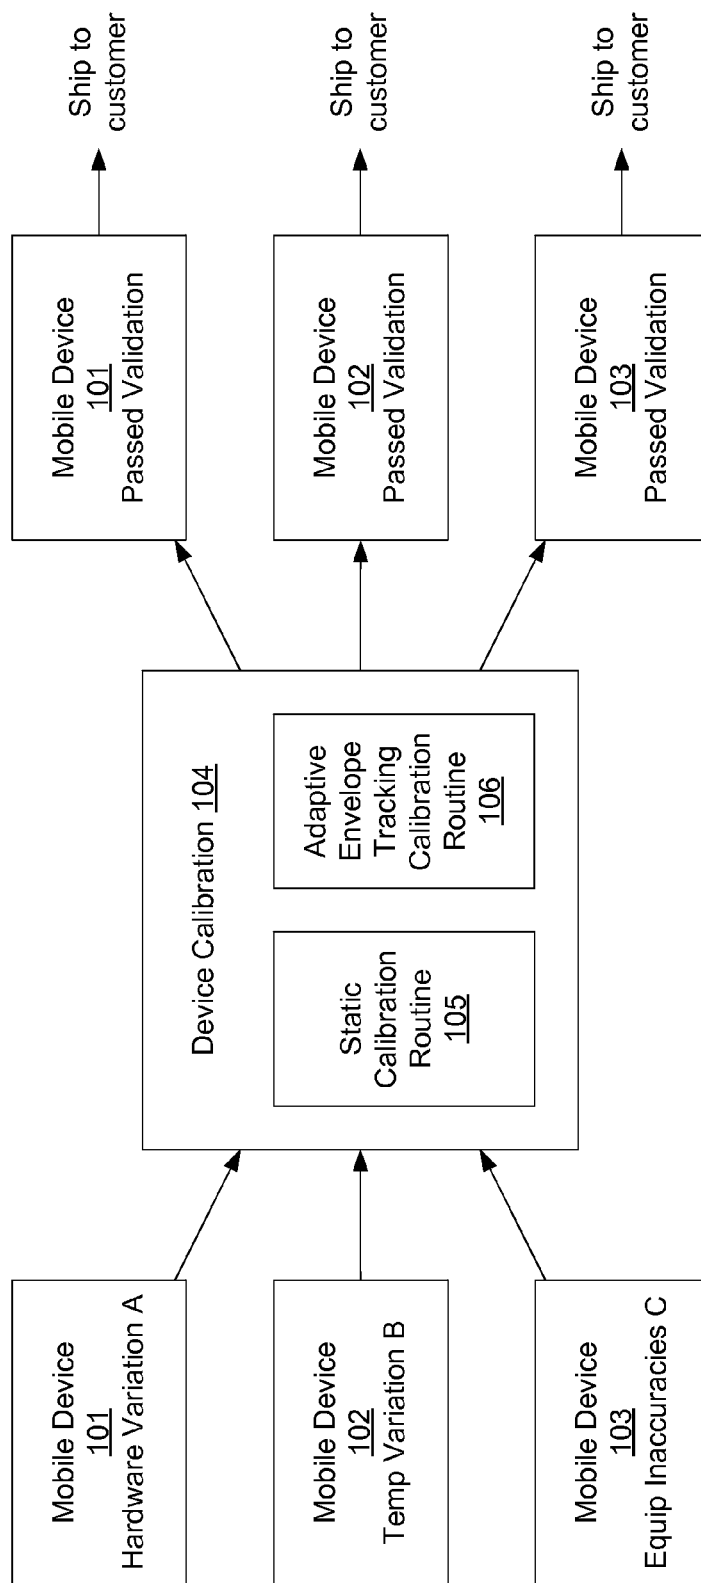 Mobile Device
101
Hardware Variation A
Mobile Device
102
Temp Variation B
Mobile Device
103
Equip Inaccuracies C
Device Calibration 104
Static
Calibration
Routine
105
Adaptive
Envelope
Tracking
Calibration
Routine
106
Mobile Device
101
Passed Validation
Mobile Device
102
Passed Validation
Mobile Device
103
Passed Validation
Ship to
customer
Ship to
customer
Ship to
customer